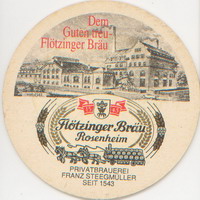 Dem
Guten treu-
Flötzinger Bräu
Flötzinger Bräu
Rosenheim
PRIVATBRAUEREI
FRANZ STEEGMÜLLER
SEIT 1543